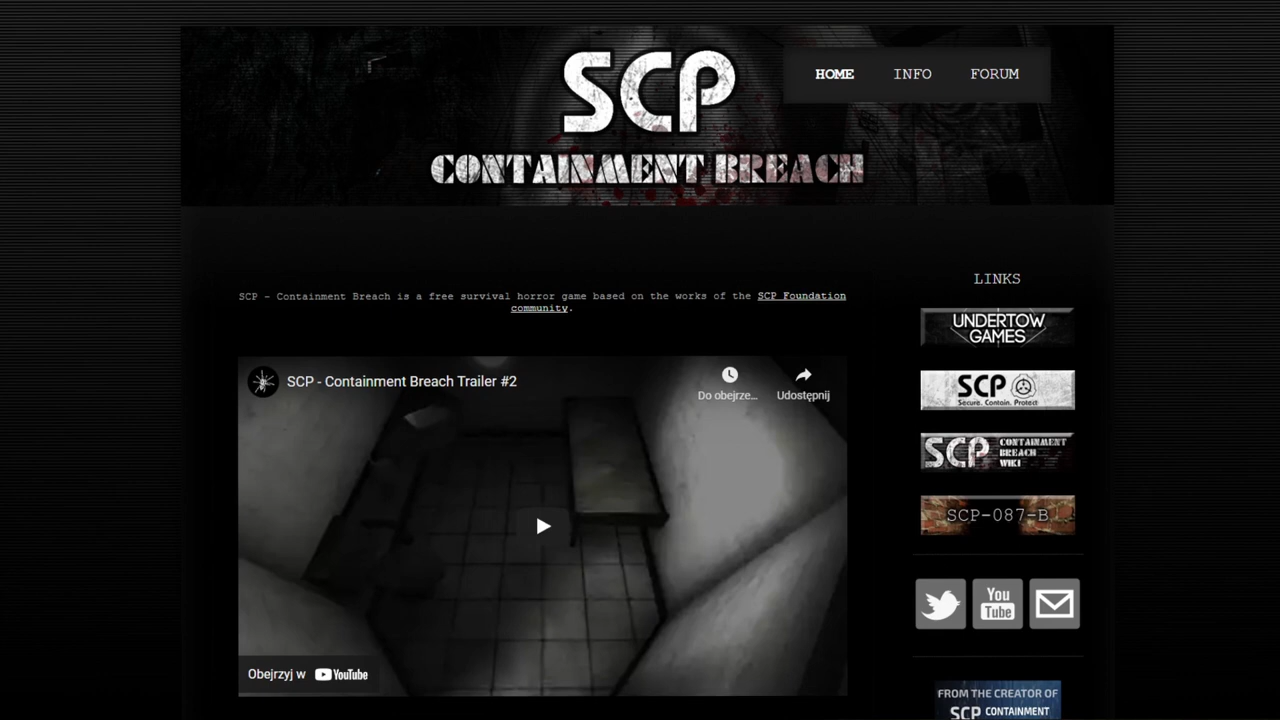 SCP
CONTAINMENT BREACH
HOME INFO FORUM
SCP - Containment Breach is a free survival horror game based on the works of the SCP Foundation
community.
SCP - Containment Breach Trailer #2
Do obejrze...
Udostępnij
Obejrzyj w YouTube
LINKS
UNDERTOW
GAMES
SCP
Secure. Contain. Protect
SCP
CONTAINMENT
BREACH
WIKI
SCP-087-B
You
Tube
FROM THE CREATOR OF
SCP CONTAINMENT